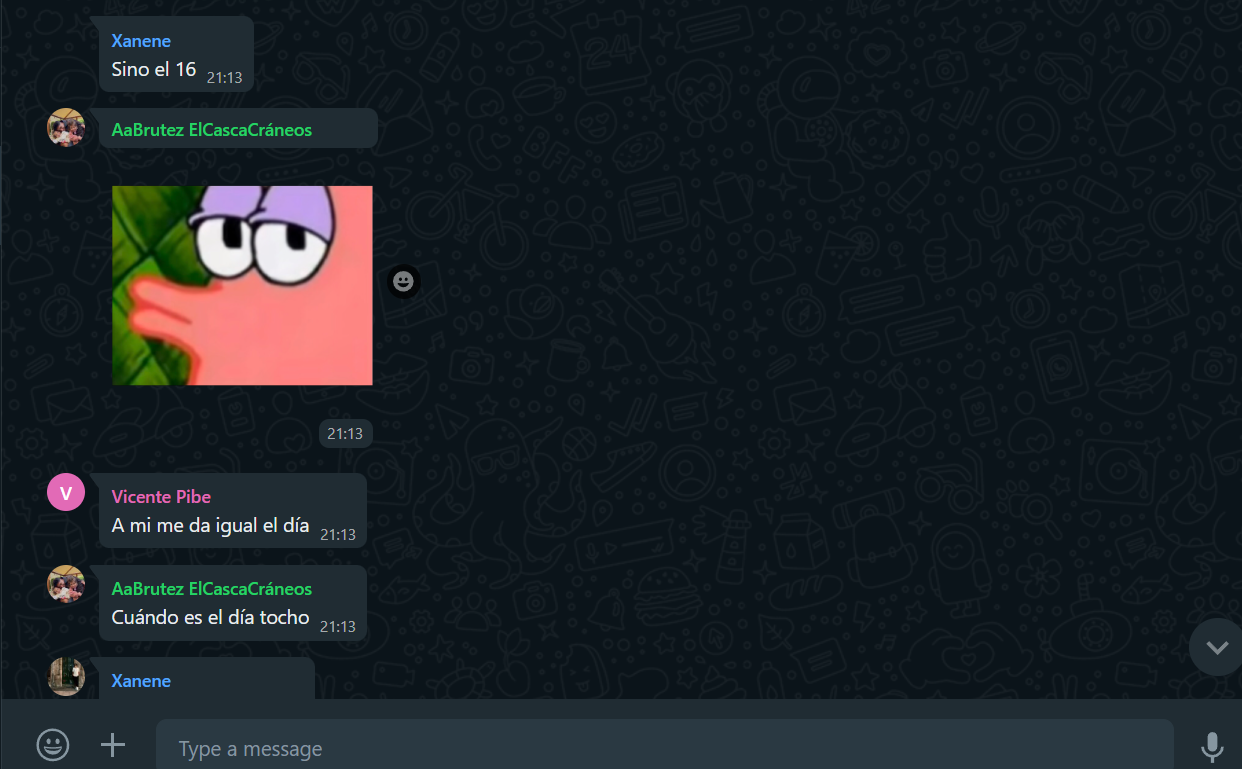 Xanene
Sino el 16 21:13
AaBrutez ElCascaCráneos
21:13
V
Vicente Pibe
A mi me da igual el día 21:13
AaBrutez ElCascaCráneos
Cuándo es el día tocho 21:13
Xanene
Type a message